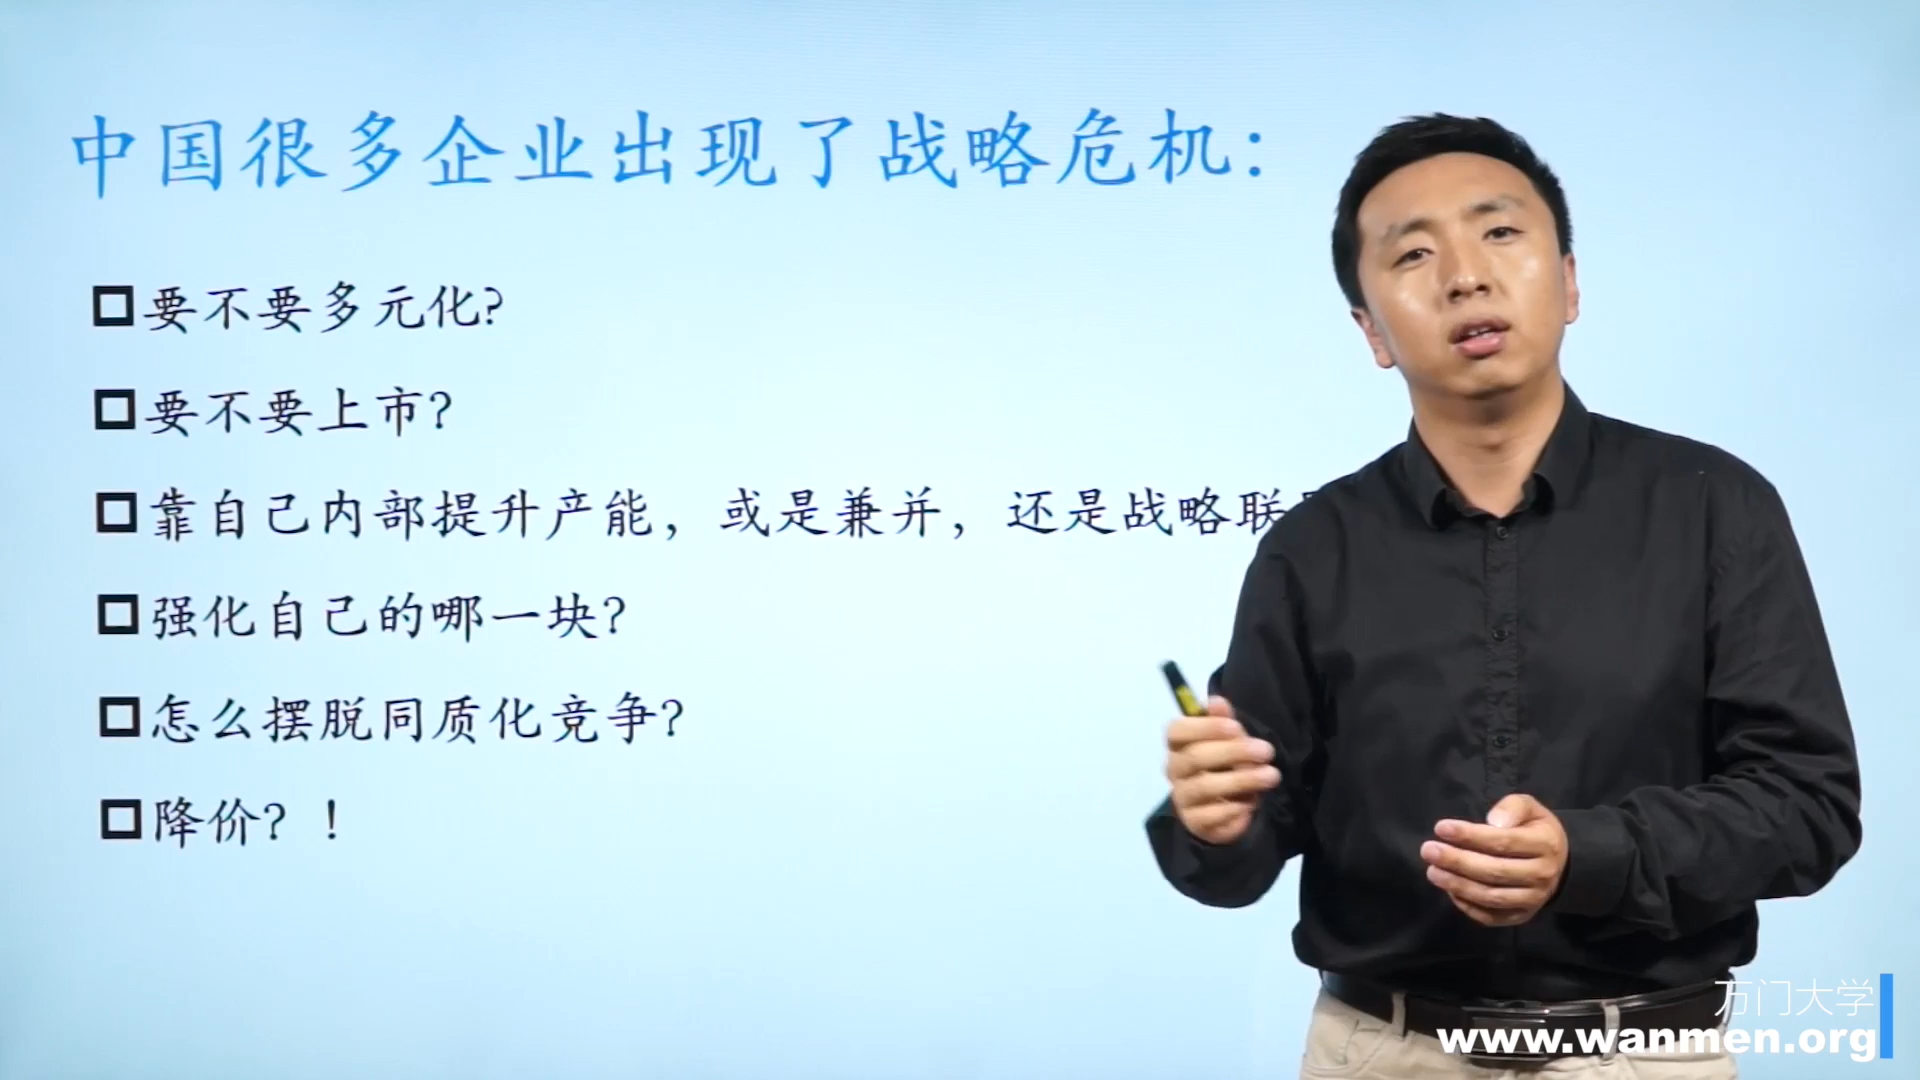 中国很多企业出现了战略危机：
要不要多元化?
要不要上市?
靠自己内部提升产能，或是兼并，还是战略联
强化自己的哪一块?
怎么摆脱同质化竞争?
降价? ！
万门大学
www.wanmen.org